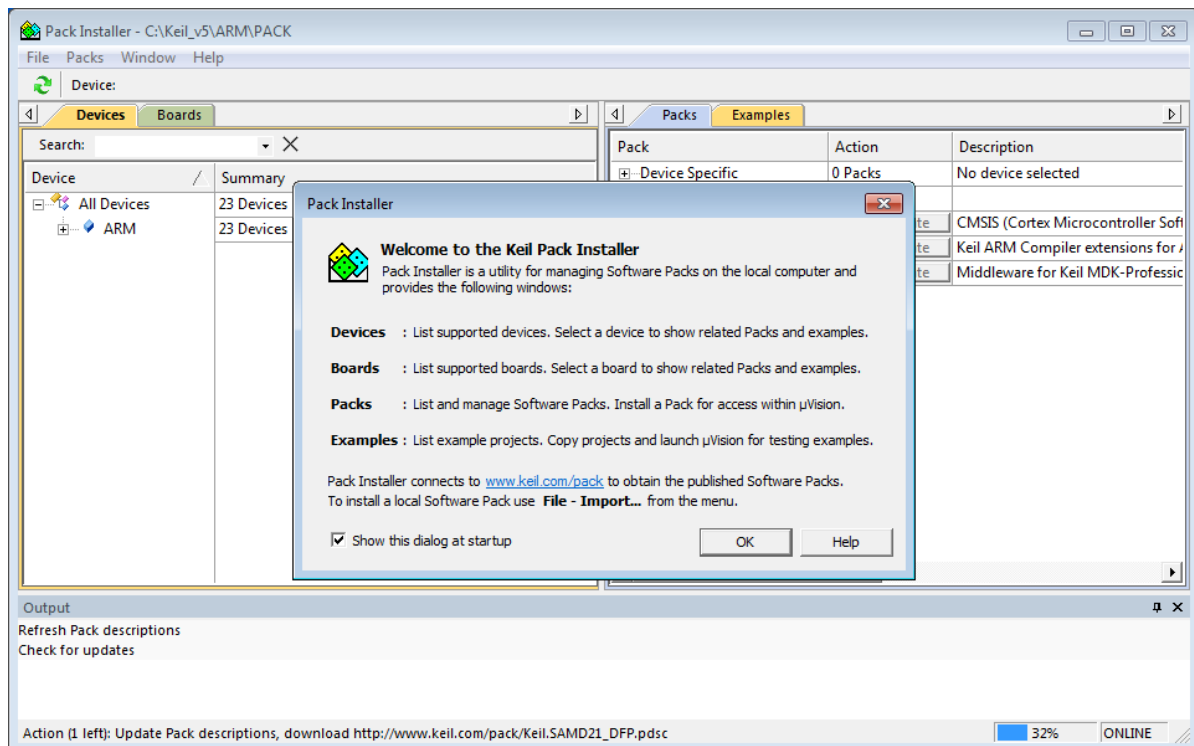 Pack Installer - C:\Keil_v5\ARM\PACK
File Packs Window Help
Device:
Devices Boards
Packs Examples
Search:
Pack Action Description
Device Specific 0 Packs No device selected
Device Summary
All Devices 23 Devices
ARM 23 Devices
CMSIS (Cortex Microcontroller Soft
Keil ARM Compiler extensions for
Middleware for Keil MDK-Professic
Pack Installer
Welcome to the Keil Pack Installer
Pack Installer is a utility for managing Software Packs on the local computer and
provides the following windows:
Devices : List supported devices. Select a device to show related Packs and examples.
Boards : List supported boards. Select a board to show related Packs and examples.
Packs : List and manage Software Packs. Install a Pack for access within µVision.
Examples : List example projects. Copy projects and launch µVision for testing examples.
Pack Installer connects to www.keil.com/pack to obtain the published Software Packs.
To install a local Software Pack use File - Import... from the menu.
Show this dialog at startup
OK Help
Output
Refresh Pack descriptions
Check for updates
Action (1 left): Update Pack descriptions, download http://www.keil.com/pack/Keil.SAMD21_DFP.pdsc
32% ONLINE